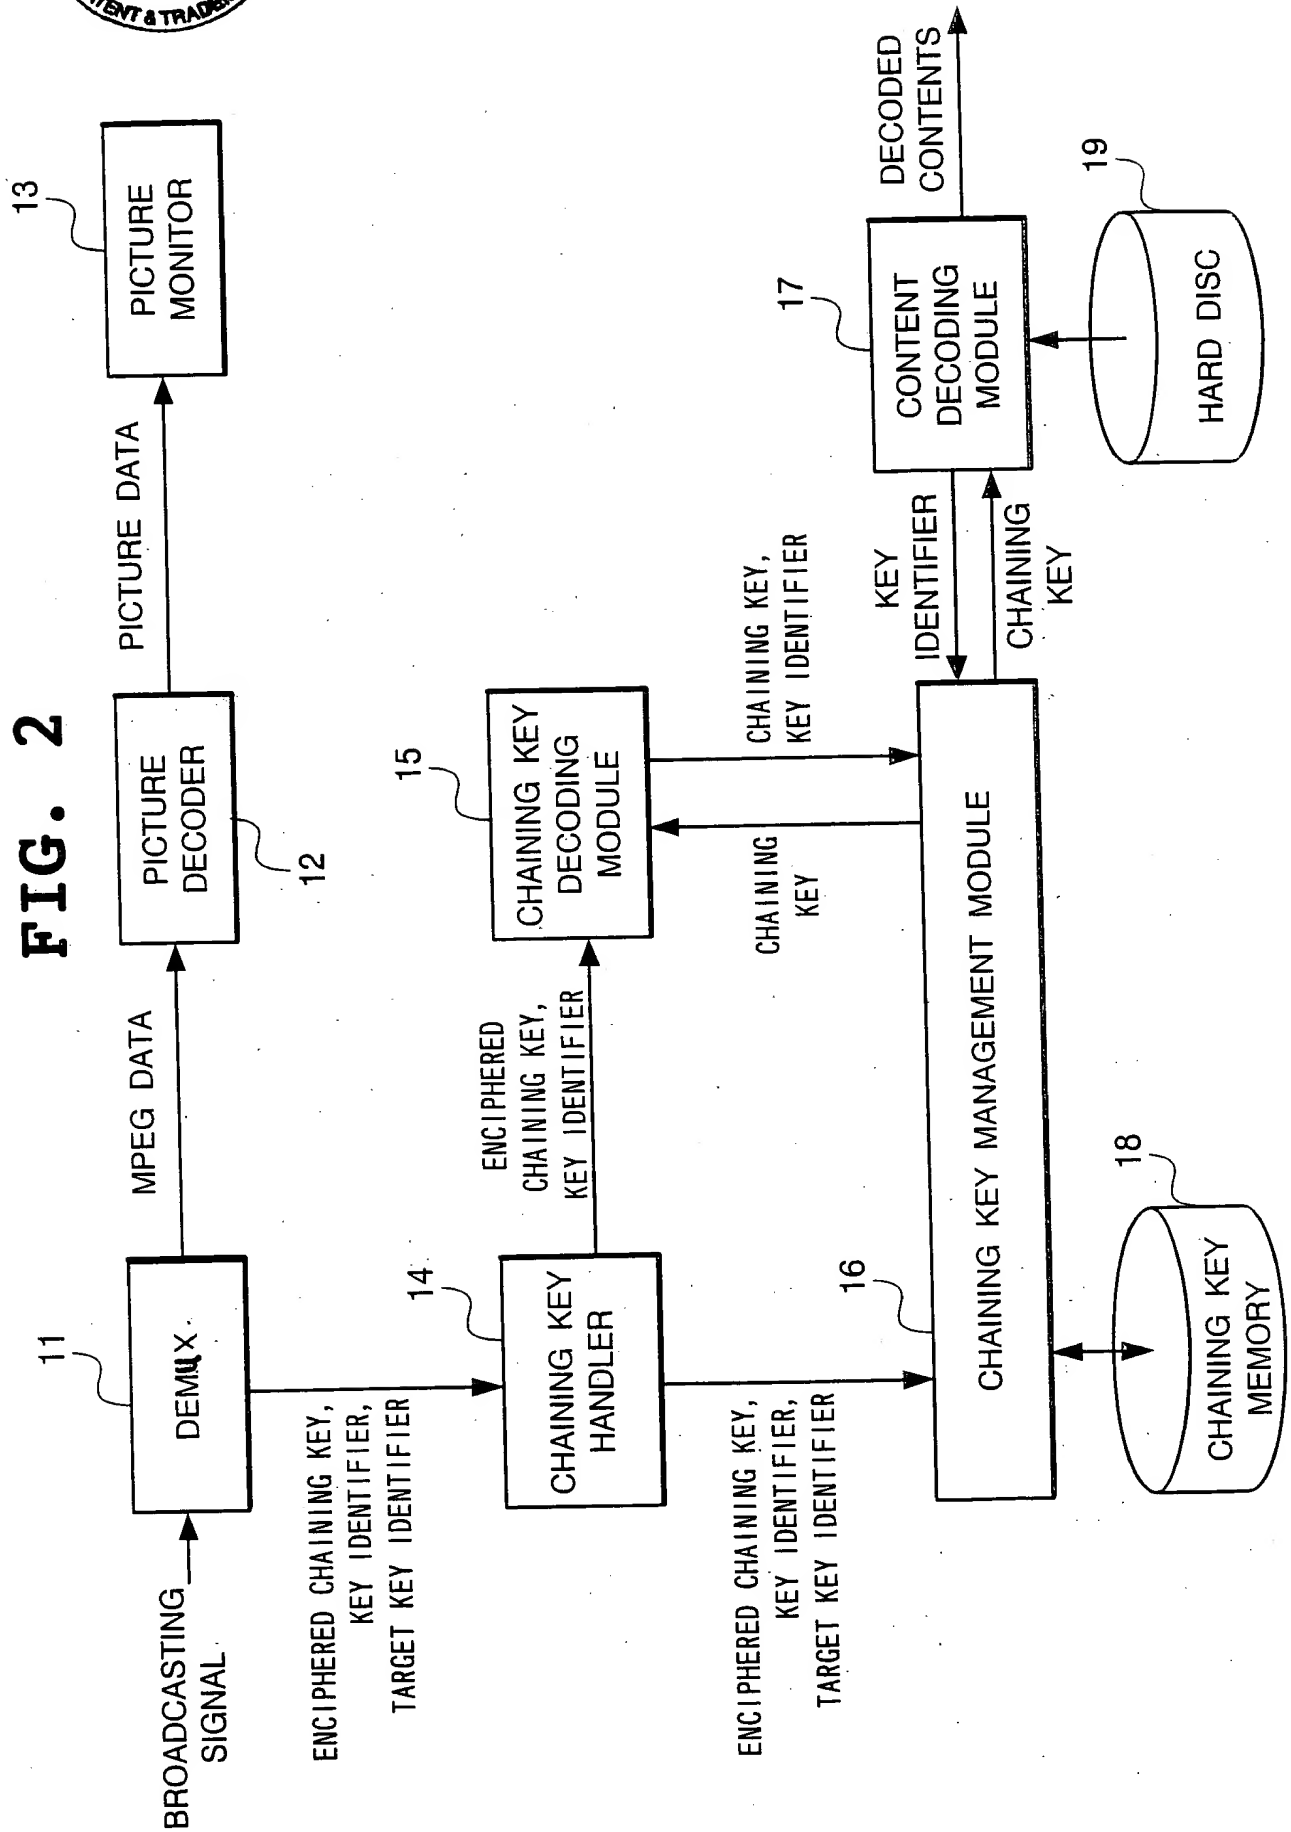 FIG. 2
BROADCASTING
SIGNAL
11
DEMUX
MPEG DATA
PICTURE
DECODER
12
PICTURE DATA
PICTURE
MONITOR
13
ENCIPHERED CHAINING KEY,
KEY IDENTIFIER,
TARGET KEY IDENTIFIER
14
CHAINING KEY
HANDLER
ENCIPHERED
CHAINING KEY,
KEY IDENTIFIER
15
CHAINING KEY
DECODING
MODULE
ENCIPHERED CHAINING KEY,
KEY IDENTIFIER,
TARGET KEY IDENTIFIER
CHAINING
KEY
CHAINING KEY,
KEY IDENTIFIER
16
CHAINING KEY MANAGEMENT MODULE
KEY
IDENTIFIER
CHAINING
KEY
17
CONTENT
DECODING
MODULE
DECODED
CONTENTS
18
CHAINING KEY
MEMORY
19
HARD DISC